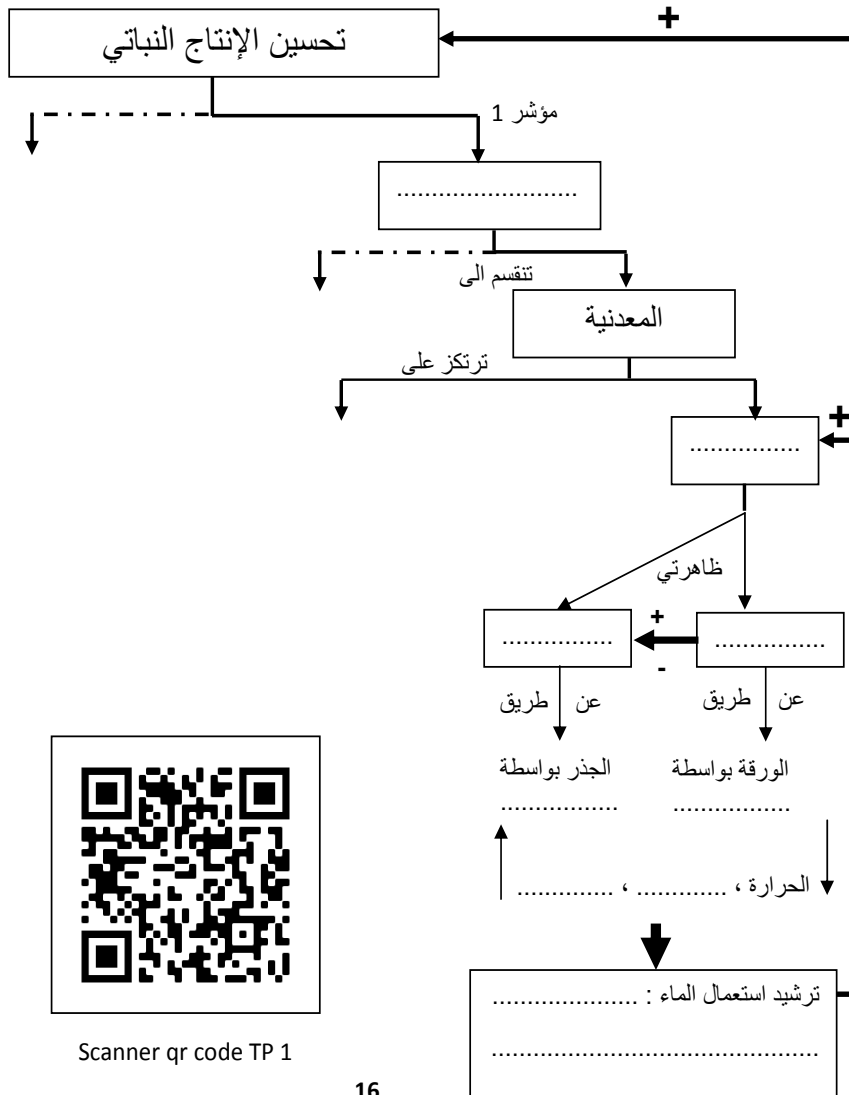 +
تحسين الإنتاج النباتي
مؤشر 1
.........................
تنقسم الى
المعدنية
ترتكز على
+
................
ظاهرتي
+
................ ................
-
عن طريق عن طريق
الورقة بواسطة الجذر بواسطة
................. .................
الحرارة ، ............. ، ..............
ترشيد استعمال الماء : .....................
................................................
Scanner qr code TP 1
16